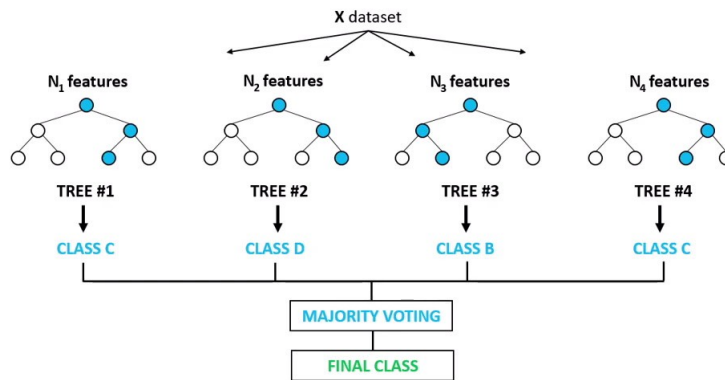 X dataset
N₁ features
N₂ features
N₃ features
N₄ features
TREE #1
TREE #2
TREE #3
TREE #4
CLASS C
CLASS D
CLASS B
CLASS C
MAJORITY VOTING
FINAL CLASS